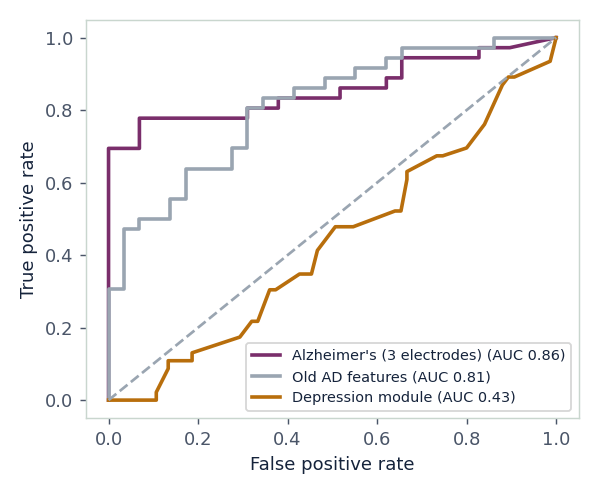 1.0
0.8
0.6
0.4
0.2
0.0
True positive rate
Alzheimer's (3 electrodes) (AUC 0.86)
Old AD features (AUC 0.81)
Depression module (AUC 0.43)
0.0 0.2 0.4 0.6 0.8 1.0
False positive rate